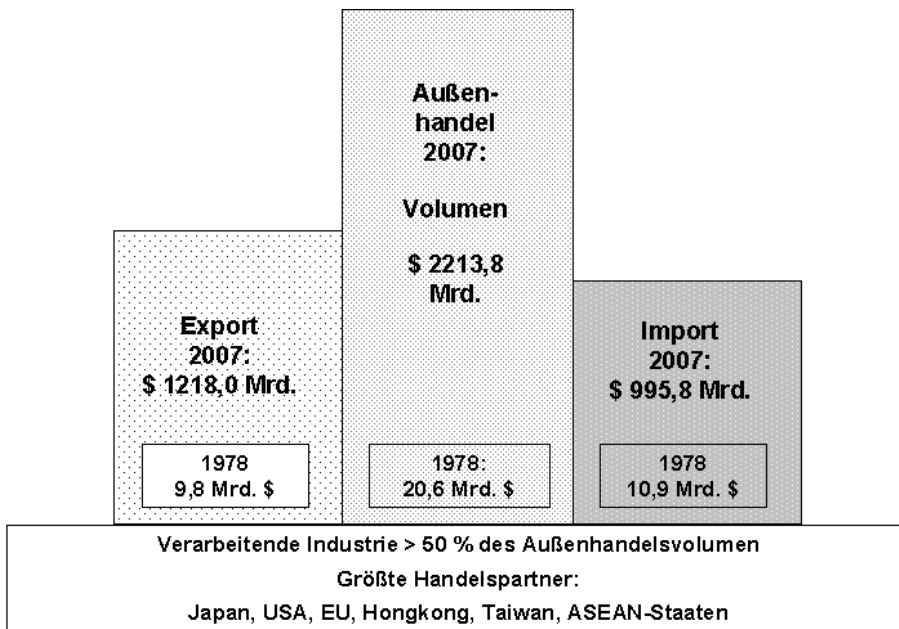 Außen-
handel
2007:
Volumen
$ 2213,8
Mrd.
Export
2007:
$ 1218,0 Mrd.
Import
2007:
$ 995,8 Mrd.
1978
9,8 Mrd. $
1978:
20,6 Mrd. $
1978
10,9 Mrd. $
Verarbeitende Industrie > 50 % des Außenhandelsvolumen
Größte Handelspartner:
Japan, USA, EU, Hongkong, Taiwan, ASEAN-Staaten